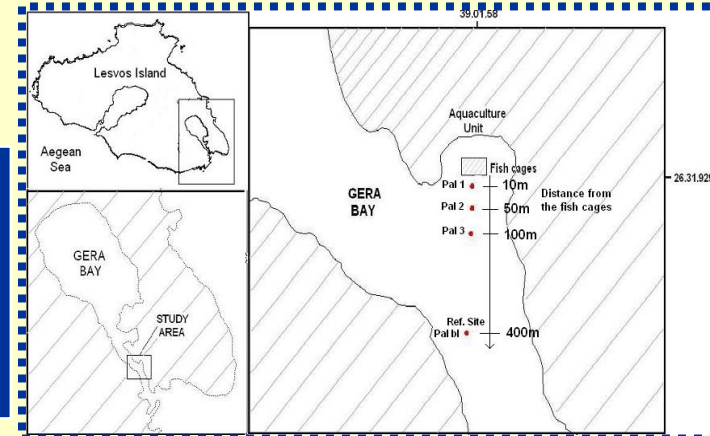 Lesvos Island
Aegean
Sea
GERA
BAY
STUDY
AREA
39.01.58
Aquaculture
Unit
Fish cages
26.31.929
Pal 1
10m
Distance from
the fish cages
Pal 2
50m
Pal 3
100m
GERA
BAY
Ref. Site
Pal bl
400m